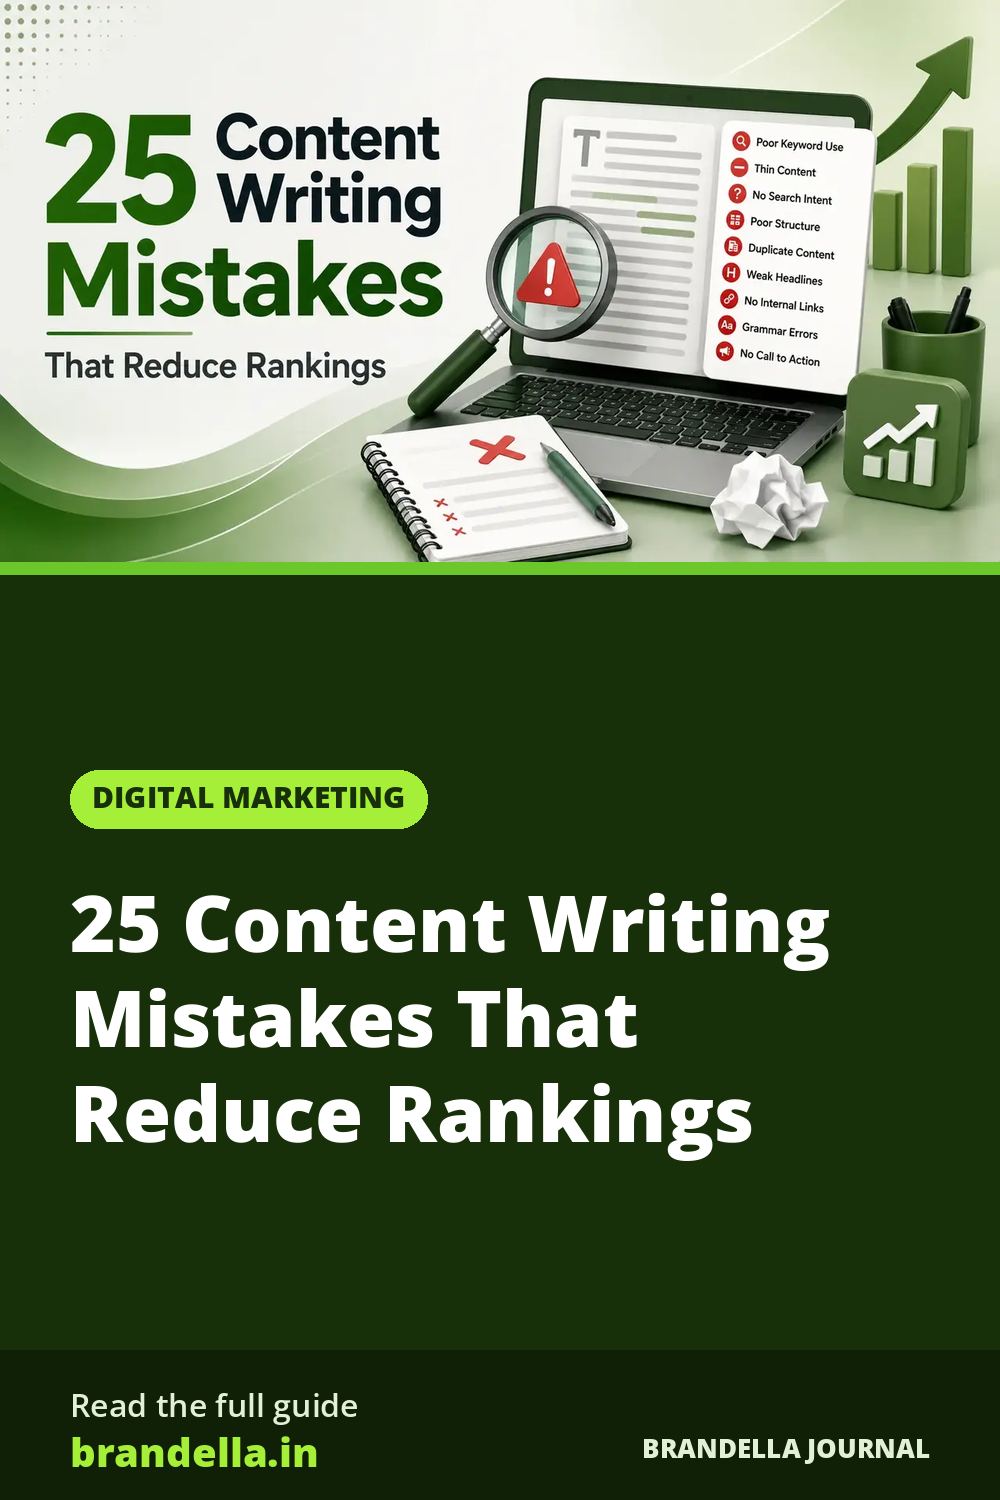 25 Content
Writing
Mistakes
That Reduce Rankings
T
Poor Keyword Use
Thin Content
No Search Intent
Poor Structure
Duplicate Content
H Weak Headlines
No Internal Links
Aa Grammar Errors
No Call to Action
DIGITAL MARKETING
25 Content Writing
Mistakes That
Reduce Rankings
Read the full guide
brandella.in
BRANDELLA JOURNAL